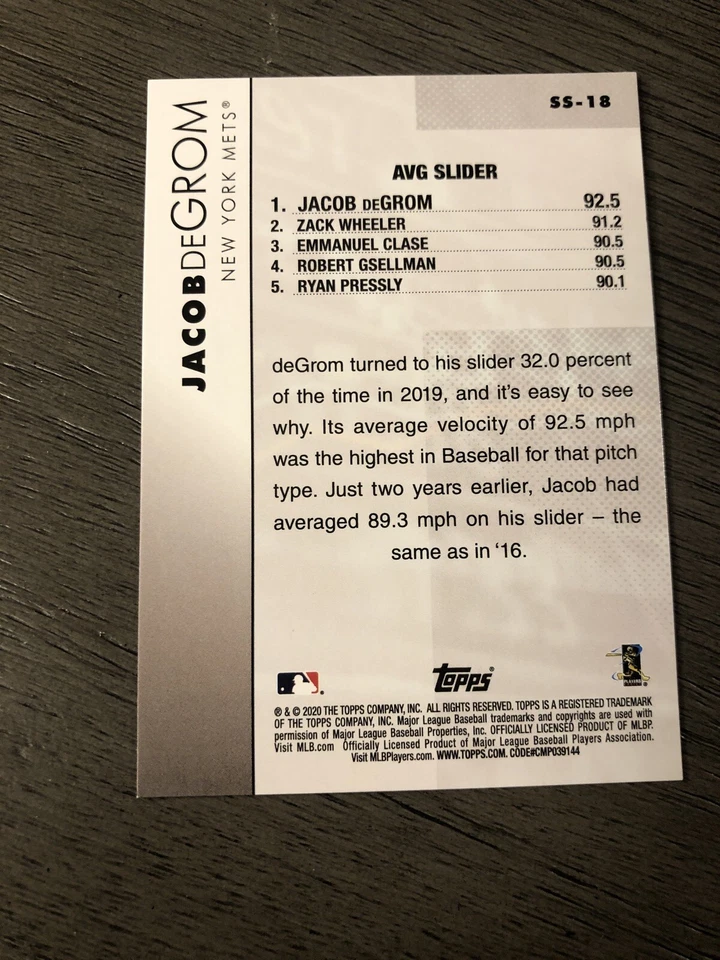 JACOB DEGROM
NEW YORK METS®
SS-18
AVG SLIDER
1. JACOB DEGROM 92.5
2. ZACK WHEELER 91.2
3. EMMANUEL CLASE 90.5
4. ROBERT GSELLMAN 90.5
5. RYAN PRESSLY 90.1
deGrom turned to his slider 32.0 percent
of the time in 2019, and it's easy to see
why. Its average velocity of 92.5 mph
was the highest in Baseball for that pitch
type. Just two years earlier, Jacob had
averaged 89.3 mph on his slider – the
same as in '16.
Topps®
PLAYERS
® & © 2020 THE TOPPS COMPANY, INC. ALL RIGHTS RESERVED. TOPPS IS A REGISTERED TRADEMARK
OF THE TOPPS COMPANY, INC. Major League Baseball trademarks and copyrights are used with
permission of Major League Baseball Properties, Inc. OFFICIALLY LICENSED PRODUCT OF MLBP.
Visit MLB.com Officially Licensed Product of Major League Baseball Players Association.
Visit MLBPlayers.com. WWW.TOPPS.COM. CODE#CMP039144